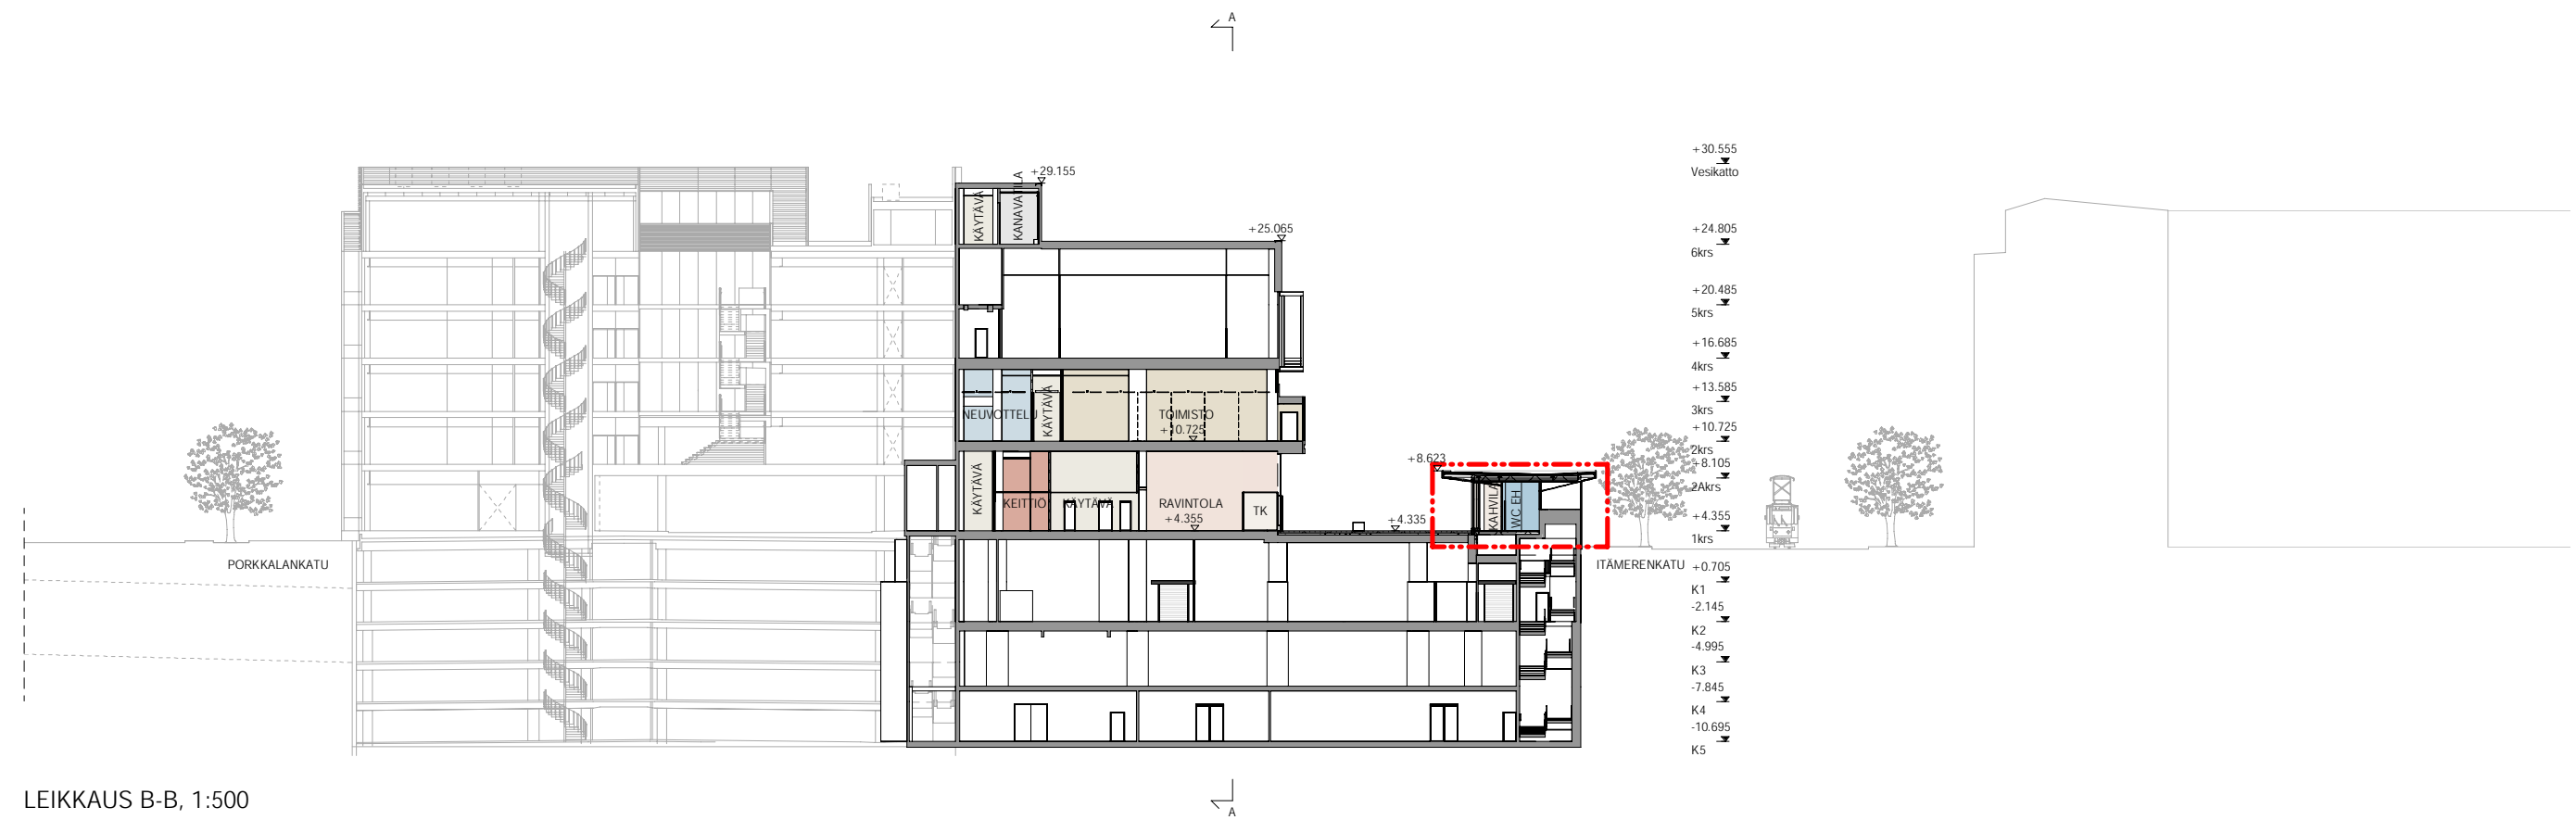 A
+30.555
Vesikatto
+29.155
KÄYTÄVÄ
KANAVATILA
+25.065
+24.805
6krs
+20.485
5krs
+16.685
4krs
+13.585
3krs
NEUVOTTELU
KÄYTÄVÄ
TOIMISTO
+10.725
+10.725
2krs
+8.623
+8.105
2Akrs
KÄYTÄVÄ
KEITTIÖ
KÄYTÄVÄ
RAVINTOLA
+4.355
TK
+4.335
KAHVILA
WC EH
+4.355
1krs
PORKKALANKATU
ITÄMERENKATU
+0.705
K1
-2.145
K2
-4.995
K3
-7.845
K4
-10.695
K5
LEIKKAUS B-B, 1:500
A